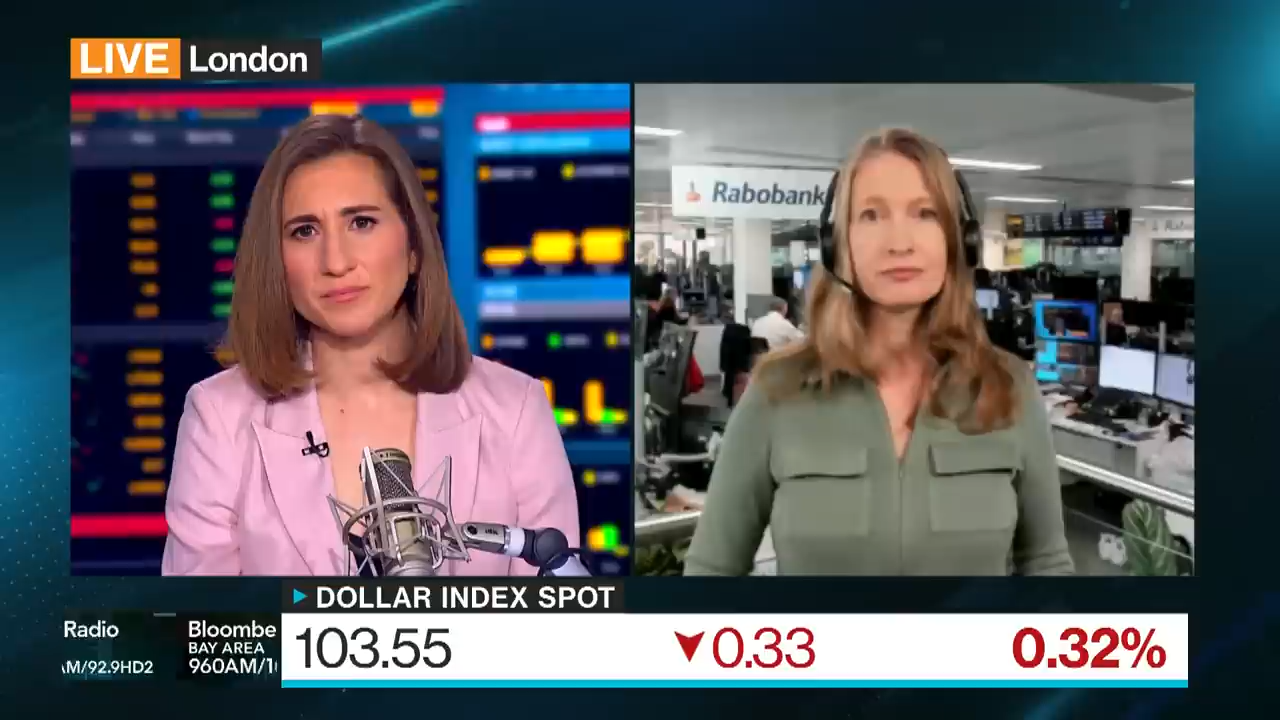 LIVE London
Rabobank
DOLLAR INDEX SPOT
Radio
AM/92.9HD2
Bloombe
BAY AREA
960AM/1
103.55
0.33
0.32%